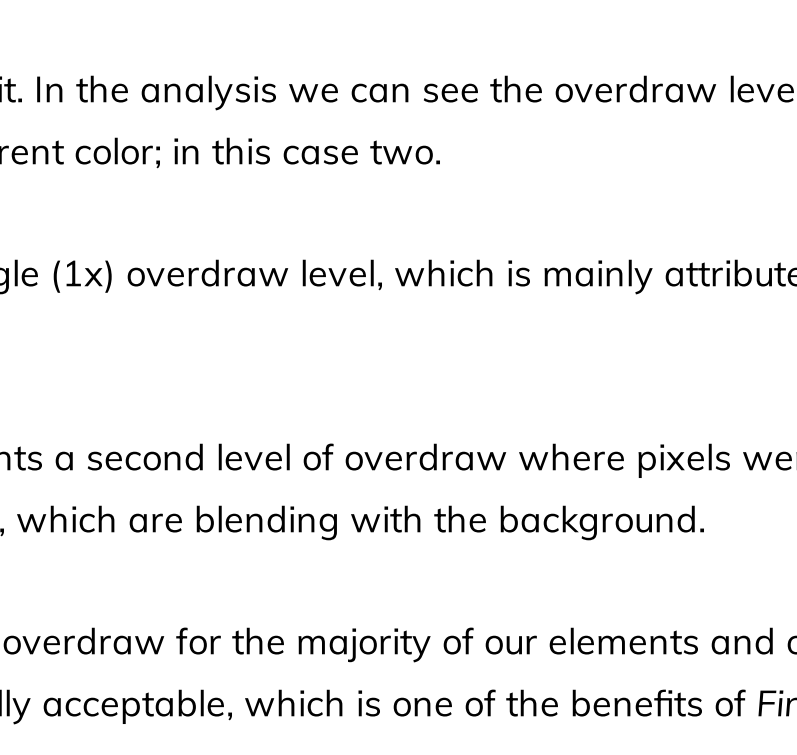 it. In the analysis we can see the overdraw leve
rent color; in this case two.
gle (1x) overdraw level, which is mainly attribute
nts a second level of overdraw where pixels wer
, which are blending with the background.
overdraw for the majority of our elements and
lly acceptable, which is one of the benefits of Fir